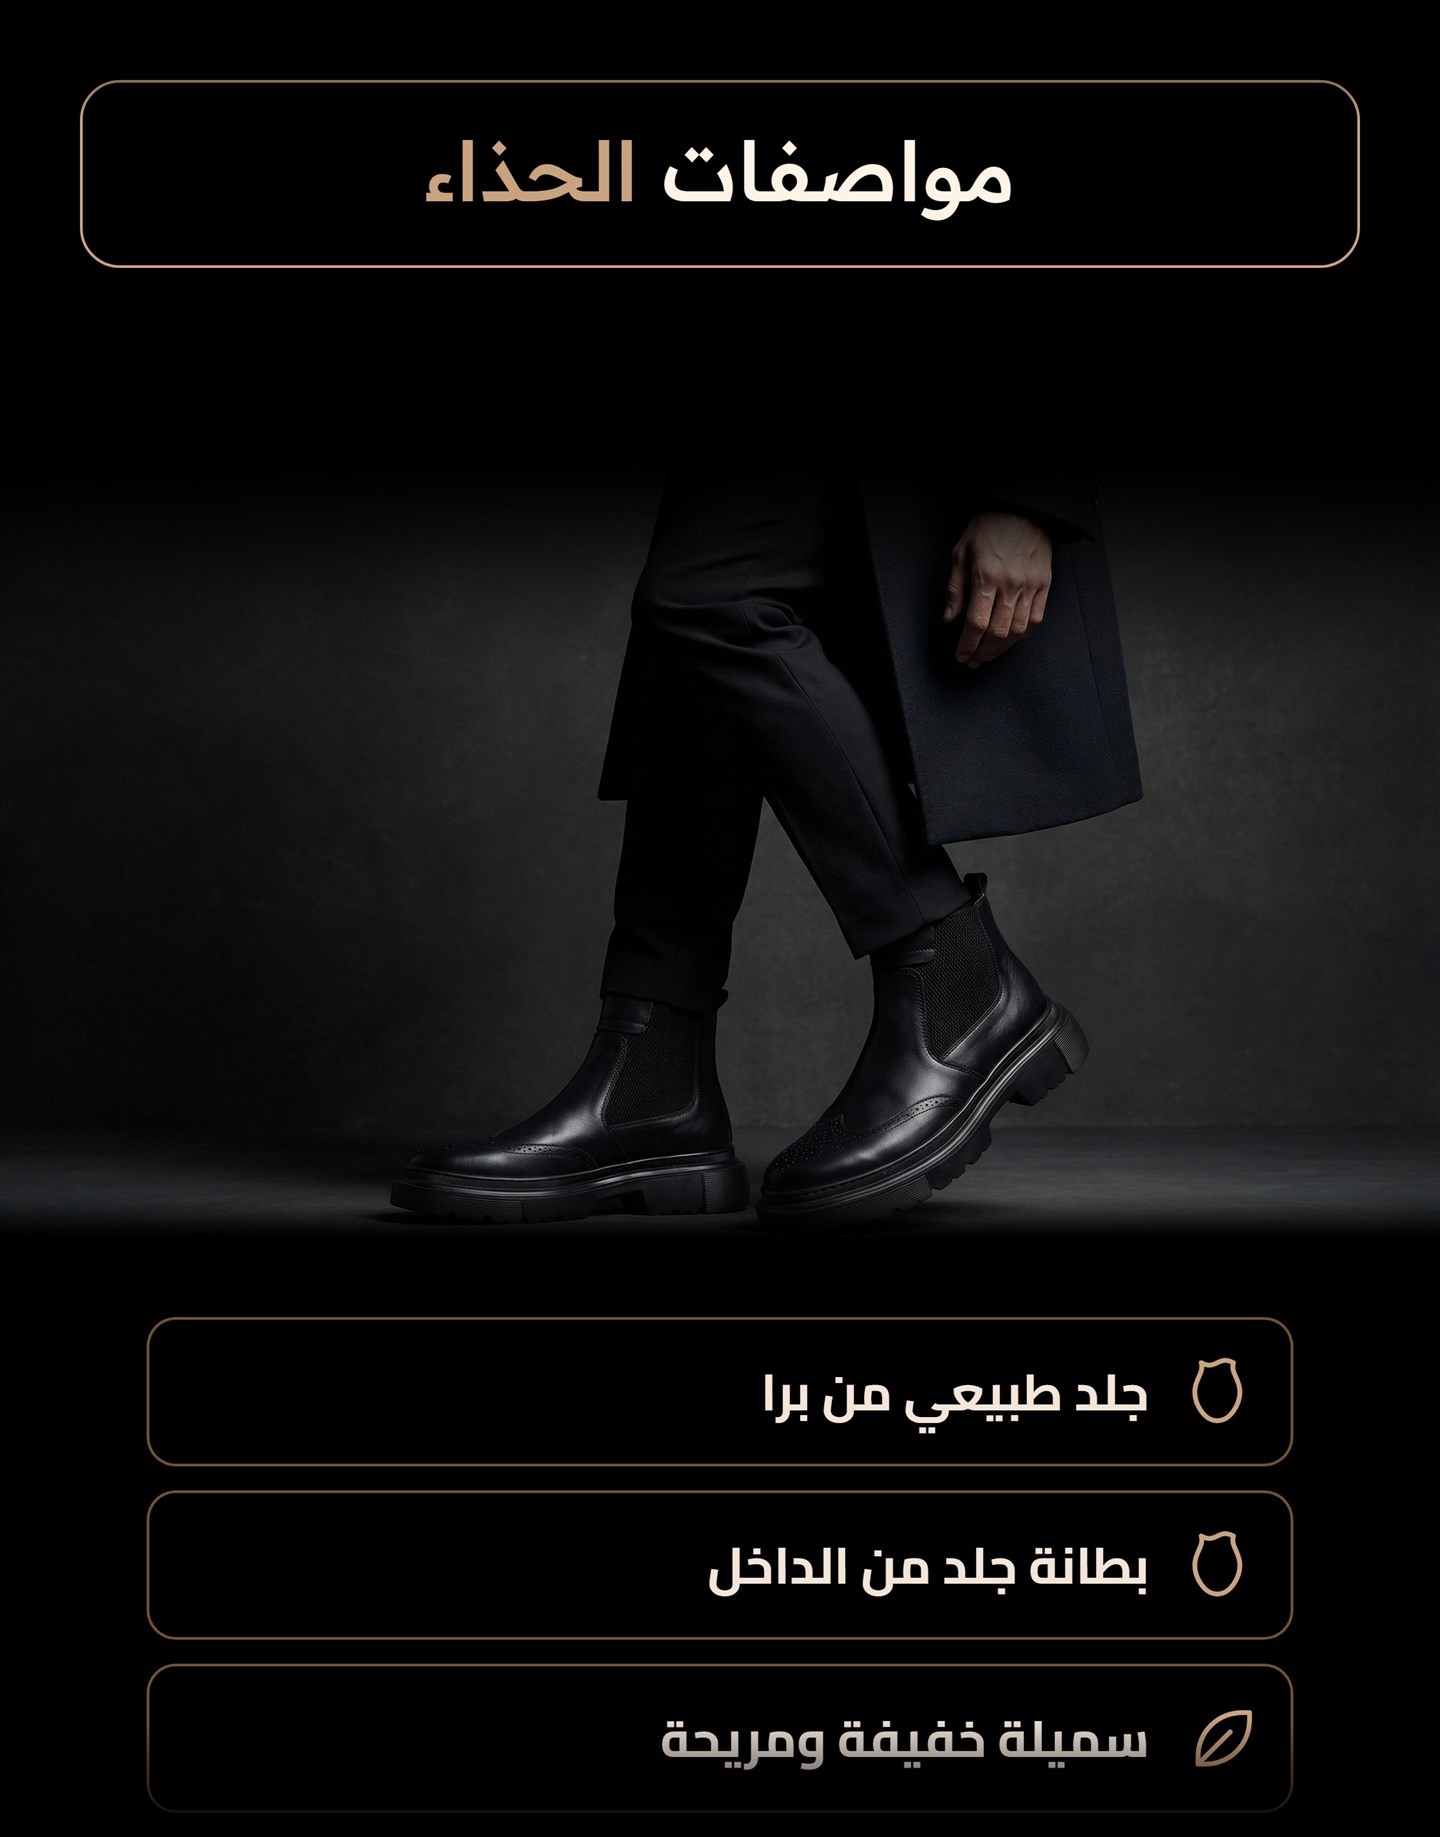 مواصفات الحذاء
جلد طبيعي من برا
بطانة جلد من الداخل
سميلة خفيفة ومريحة